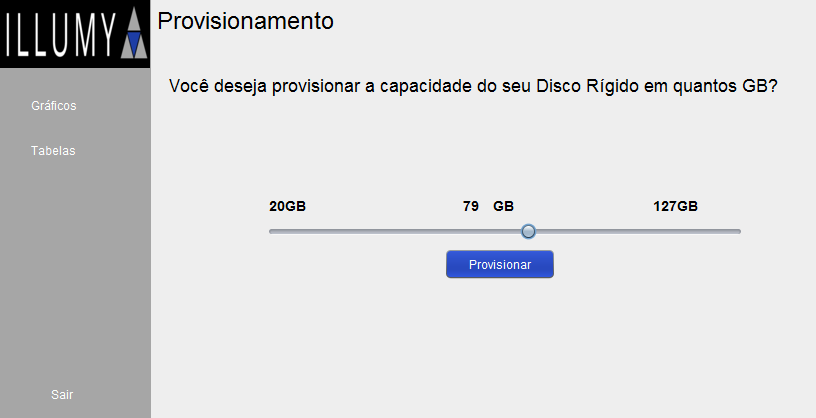 ILLUMY
Provisionamento
Você deseja provisionar a capacidade do seu Disco Rígido em quantos GB?
Gráficos
Tabelas
20GB 79 GB 127GB
Provisionar
Sair